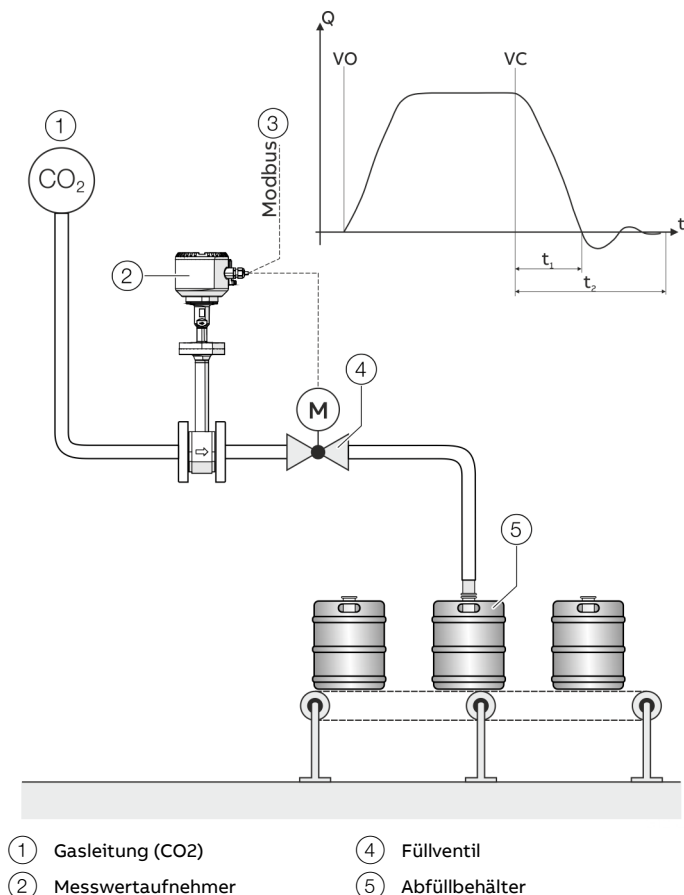 Q
VO
VC
1
3
CO₂
Modbus
t
t₁
t₂
2
4
M
5
1 Gasleitung (CO2)
4 Füllventil
2 Messwertaufnehmer
5 Abfüllbehälter